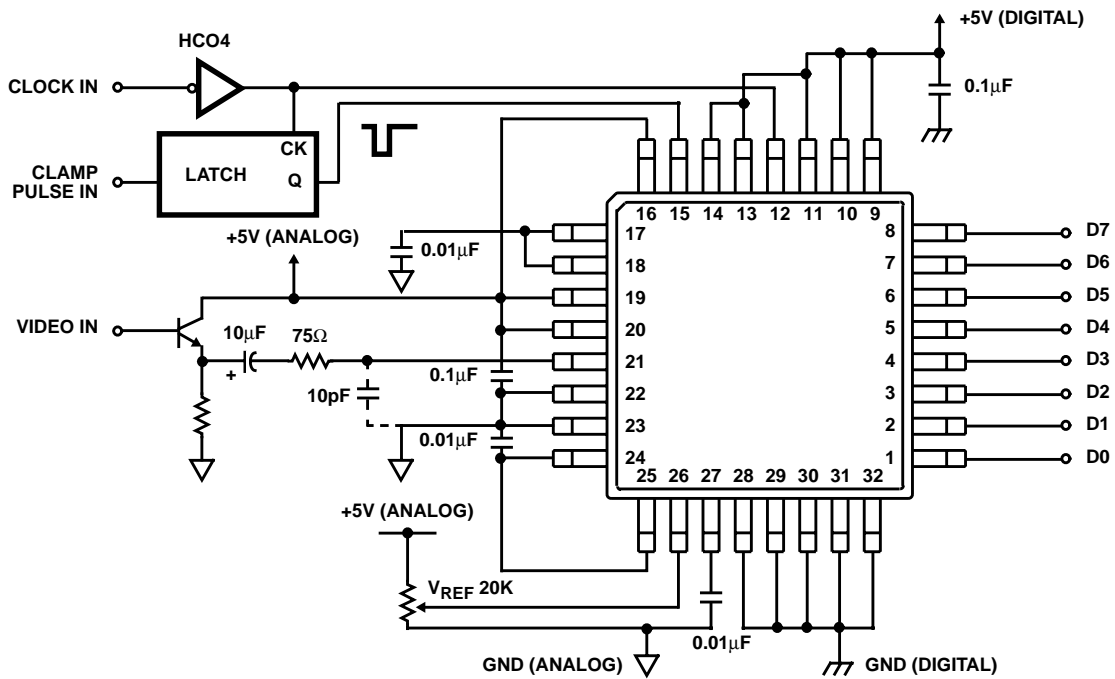 +5V (DIGITAL)
HCO4
CLOCK IN
0.1µF
CK
CLAMP
PULSE IN
LATCH
Q
16 15 14 13 12 11 10 9
+5V (ANALOG)
0.01µF
17
8
D7
18
7
D6
19
6
D5
VIDEO IN
20
5
D4
10µF
75Ω
+
21
4
D3
10pF
0.1µF
22
3
D2
23
2
D1
0.01µF
24
1
D0
25 26 27 28 29 30 31 32
+5V (ANALOG)
VREF 20K
0.01µF
GND (ANALOG)
GND (DIGITAL)